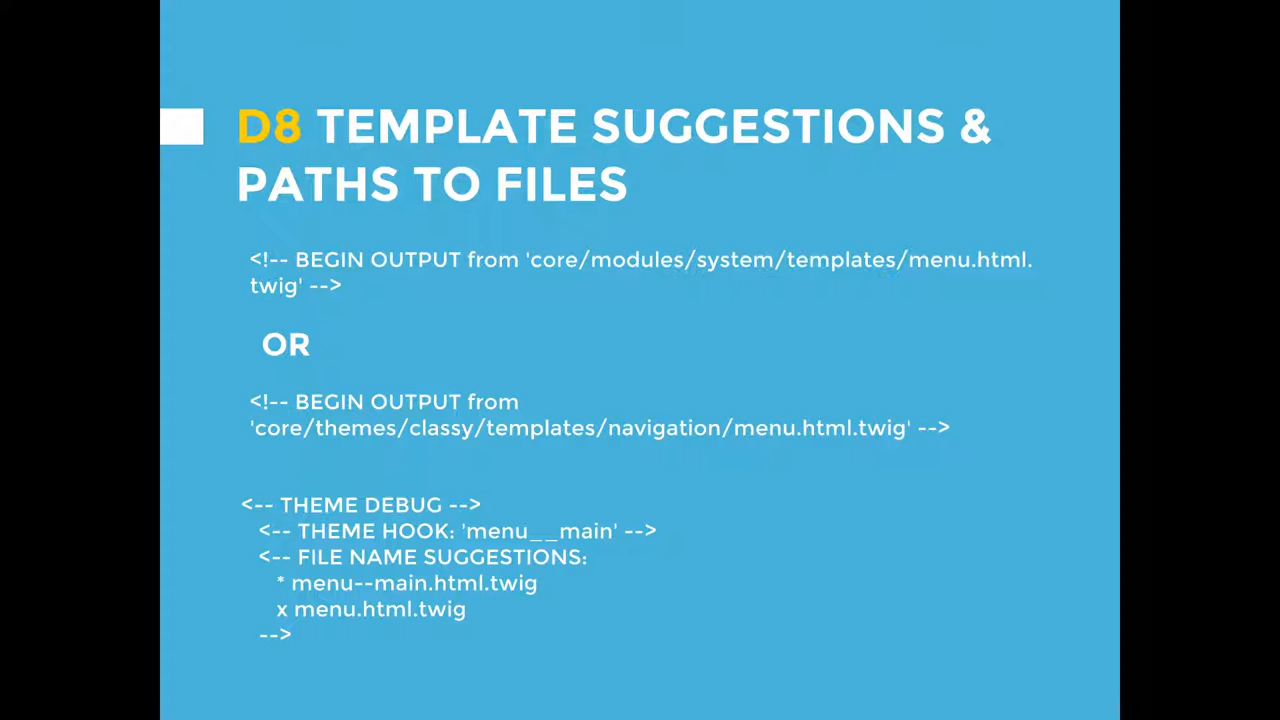 D8 TEMPLATE SUGGESTIONS &
PATHS TO FILES
<!-- BEGIN OUTPUT from 'core/modules/system/templates/menu.html.
twig' -->
OR
<!-- BEGIN OUTPUT from
'core/themes/classy/templates/navigation/menu.html.twig' -->
<-- THEME DEBUG -->
<-- THEME HOOK: 'menu__main' -->
<-- FILE NAME SUGGESTIONS:
* menu--main.html.twig
x menu.html.twig
-->